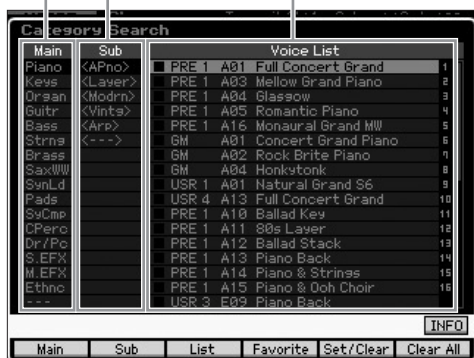 Category Search
Main Sub Voice List
Piano <APno> PRE 1 A01 Full Concert Grand 1
Keys <Layer> PRE 1 A03 Mellow Grand Piano 2
Organ <Modrn> PRE 1 A04 Glasgow 3
Guitr <Vintg> PRE 1 A05 Romantic Piano 4
Bass <Arp> PRE 1 A16 Monaural Grand MW 5
Strng <---> GM A01 Concert Grand Piano 6
Brass GM A02 Rock Brite Piano 7
SaxWW GM A04 Honkytonk 8
SynLd USR 1 A01 Natural Grand S6 9
Pads USR 4 A13 Full Concert Grand 10
SyCmp PRE 1 A10 Ballad Key 11
CPerc PRE 1 A11 80s Layer 12
Dr/Pc PRE 1 A12 Ballad Stack 13
S.EFX PRE 1 A13 Piano Back 14
M.EFX PRE 1 A14 Piano & Strings 15
Ethnc PRE 1 A15 Piano & Ooh Choir 16
--- USR 3 E09 Piano Back
INFO
Main Sub List Favorite Set/Clear Clear All